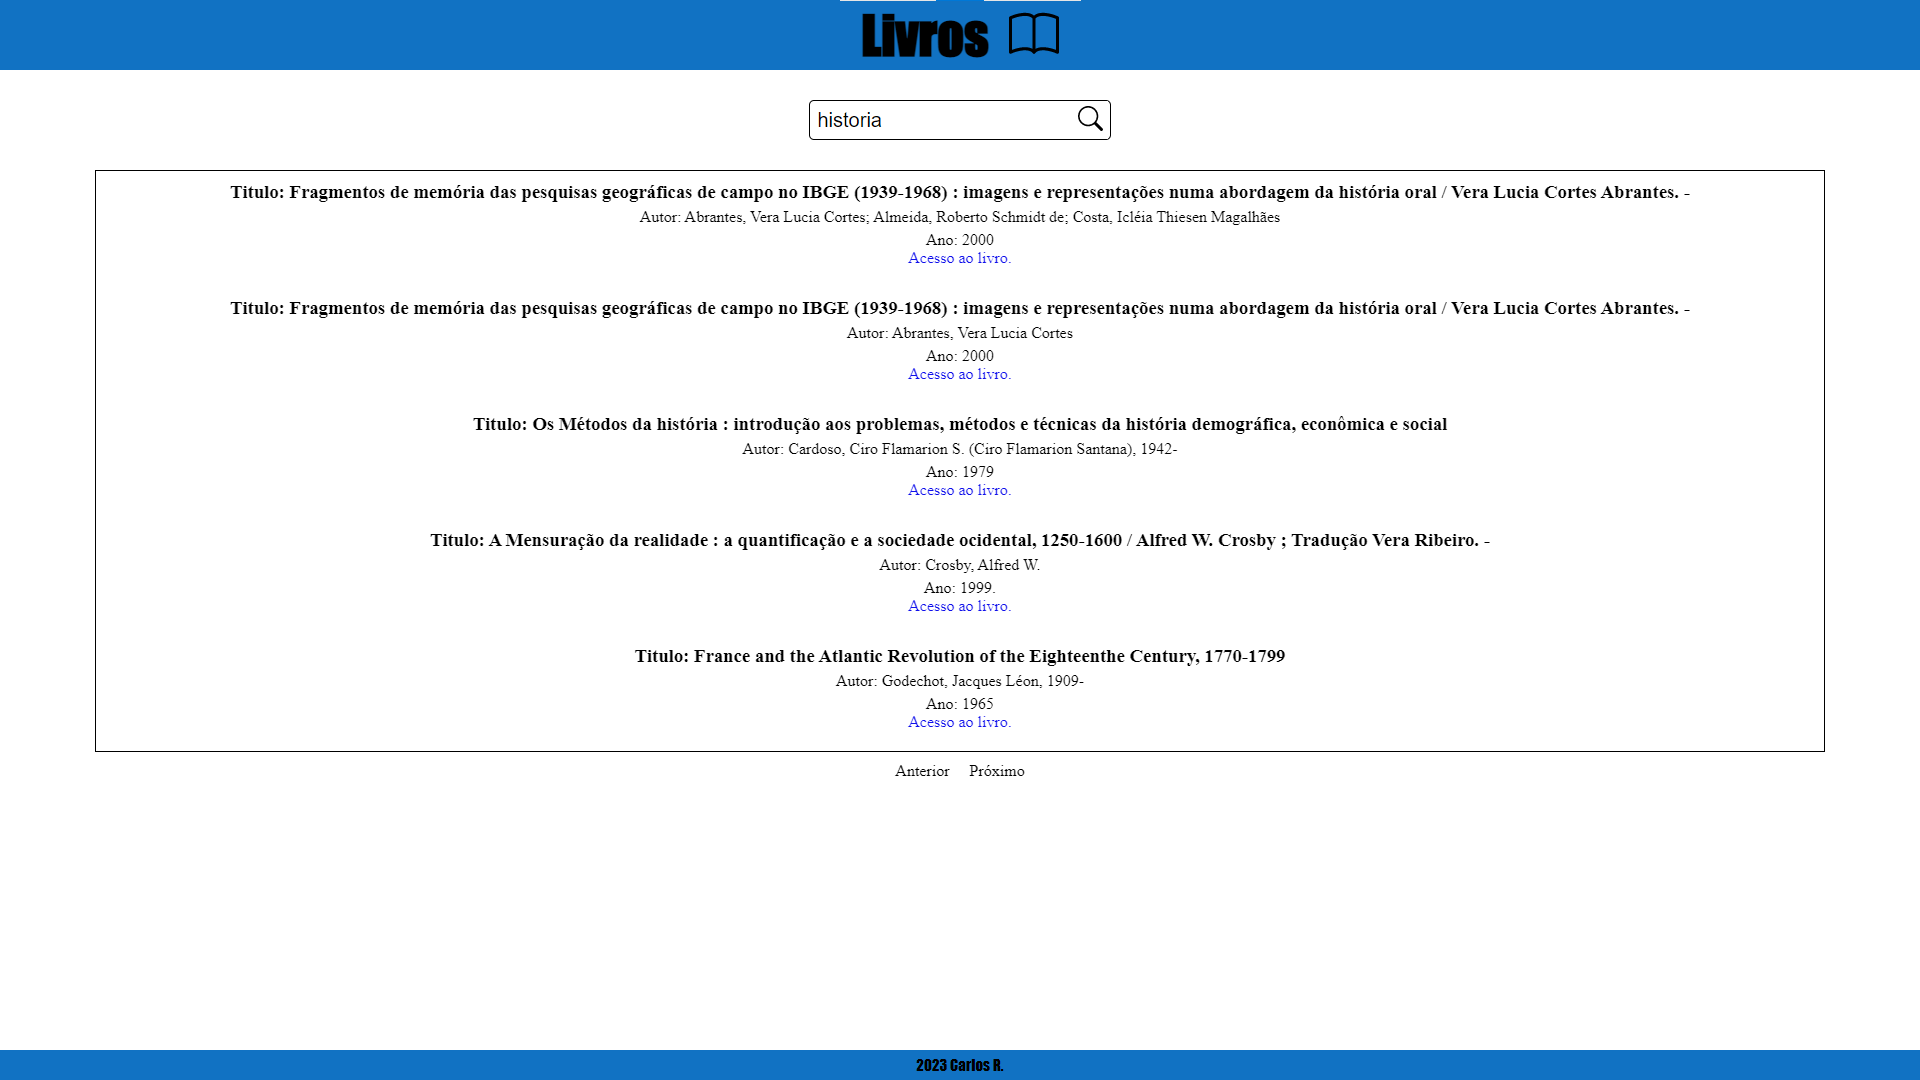 Livros
historia
Titulo: Fragmentos de memória das pesquisas geográficas de campo no IBGE (1939-1968) : imagens e representações numa abordagem da história oral / Vera Lucia Cortes Abrantes. -
Autor: Abrantes, Vera Lucia Cortes; Almeida, Roberto Schmidt de; Costa, Icléia Thiesen Magalhães
Ano: 2000
Acesso ao livro.
Titulo: Fragmentos de memória das pesquisas geográficas de campo no IBGE (1939-1968) : imagens e representações numa abordagem da história oral / Vera Lucia Cortes Abrantes. -
Autor: Abrantes, Vera Lucia Cortes
Ano: 2000
Acesso ao livro.
Titulo: Os Métodos da história : introdução aos problemas, métodos e técnicas da história demográfica, econômica e social
Autor: Cardoso, Ciro Flamarion S. (Ciro Flamarion Santana), 1942-
Ano: 1979
Acesso ao livro.
Titulo: A Mensuração da realidade : a quantificação e a sociedade ocidental, 1250-1600 / Alfred W. Crosby ; Tradução Vera Ribeiro. -
Autor: Crosby, Alfred W.
Ano: 1999.
Acesso ao livro.
Titulo: France and the Atlantic Revolution of the Eighteenthe Century, 1770-1799
Autor: Godechot, Jacques Léon, 1909-
Ano: 1965
Acesso ao livro.
Anterior Próximo
2023 Carlos R.